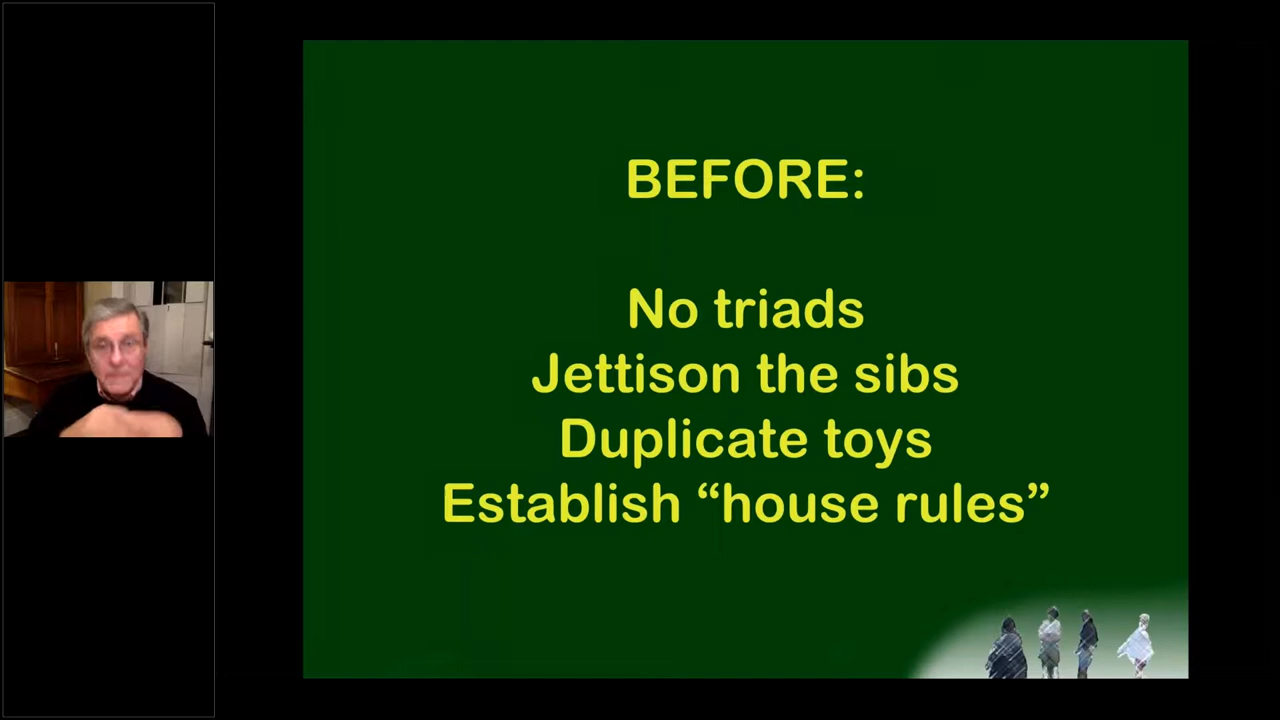 BEFORE:
No triads
Jettison the sibs
Duplicate toys
Establish “house rules”